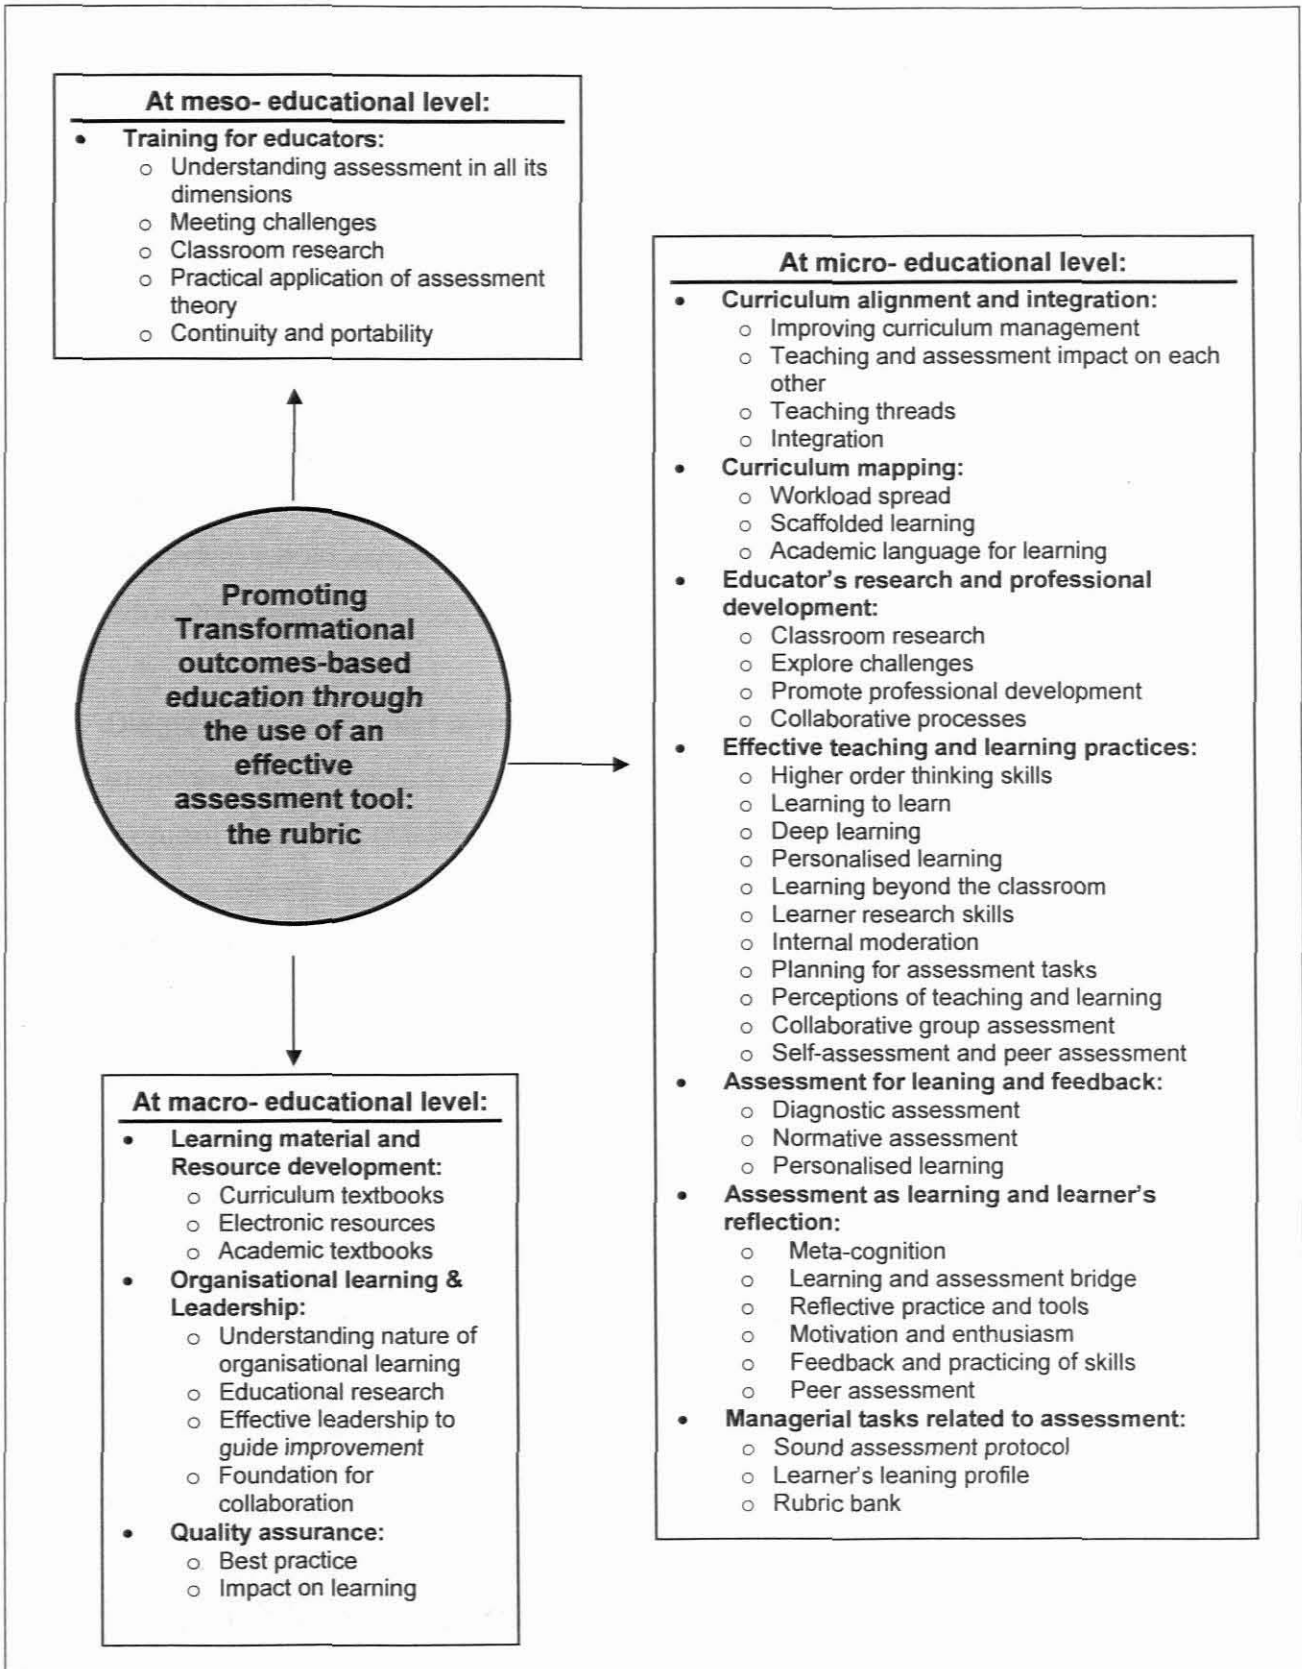 At meso- educational level:
• Training for educators:
o Understanding assessment in all its
dimensions
o Meeting challenges
o Classroom research
o Practical application of assessment
theory
o Continuity and portability
At micro- educational level:
• Curriculum alignment and integration:
o Improving curriculum management
o Teaching and assessment impact on each
other
o Teaching threads
o Integration
• Curriculum mapping:
o Workload spread
o Scaffolded learning
o Academic language for learning
• Educator's research and professional
development:
o Classroom research
o Explore challenges
o Promote professional development
o Collaborative processes
• Effective teaching and learning practices:
o Higher order thinking skills
o Learning to learn
o Deep learning
o Personalised learning
o Learning beyond the classroom
o Learner research skills
o Internal moderation
o Planning for assessment tasks
o Perceptions of teaching and learning
o Collaborative group assessment
o Self-assessment and peer assessment
• Assessment for leaning and feedback:
o Diagnostic assessment
o Normative assessment
o Personalised learning
• Assessment as learning and learner's
reflection:
o Meta-cognition
o Learning and assessment bridge
o Reflective practice and tools
o Motivation and enthusiasm
o Feedback and practicing of skills
o Peer assessment
• Managerial tasks related to assessment:
o Sound assessment protocol
o Learner's leaning profile
o Rubric bank
Promoting
Transformational
outcomes-based
education through
the use of an
effective
assessment tool:
the rubric
At macro- educational level:
• Learning material and
Resource development:
o Curriculum textbooks
o Electronic resources
o Academic textbooks
• Organisational learning &
Leadership:
o Understanding nature of
organisational learning
o Educational research
o Effective leadership to
guide improvement
o Foundation for
collaboration
• Quality assurance:
o Best practice
o Impact on learning